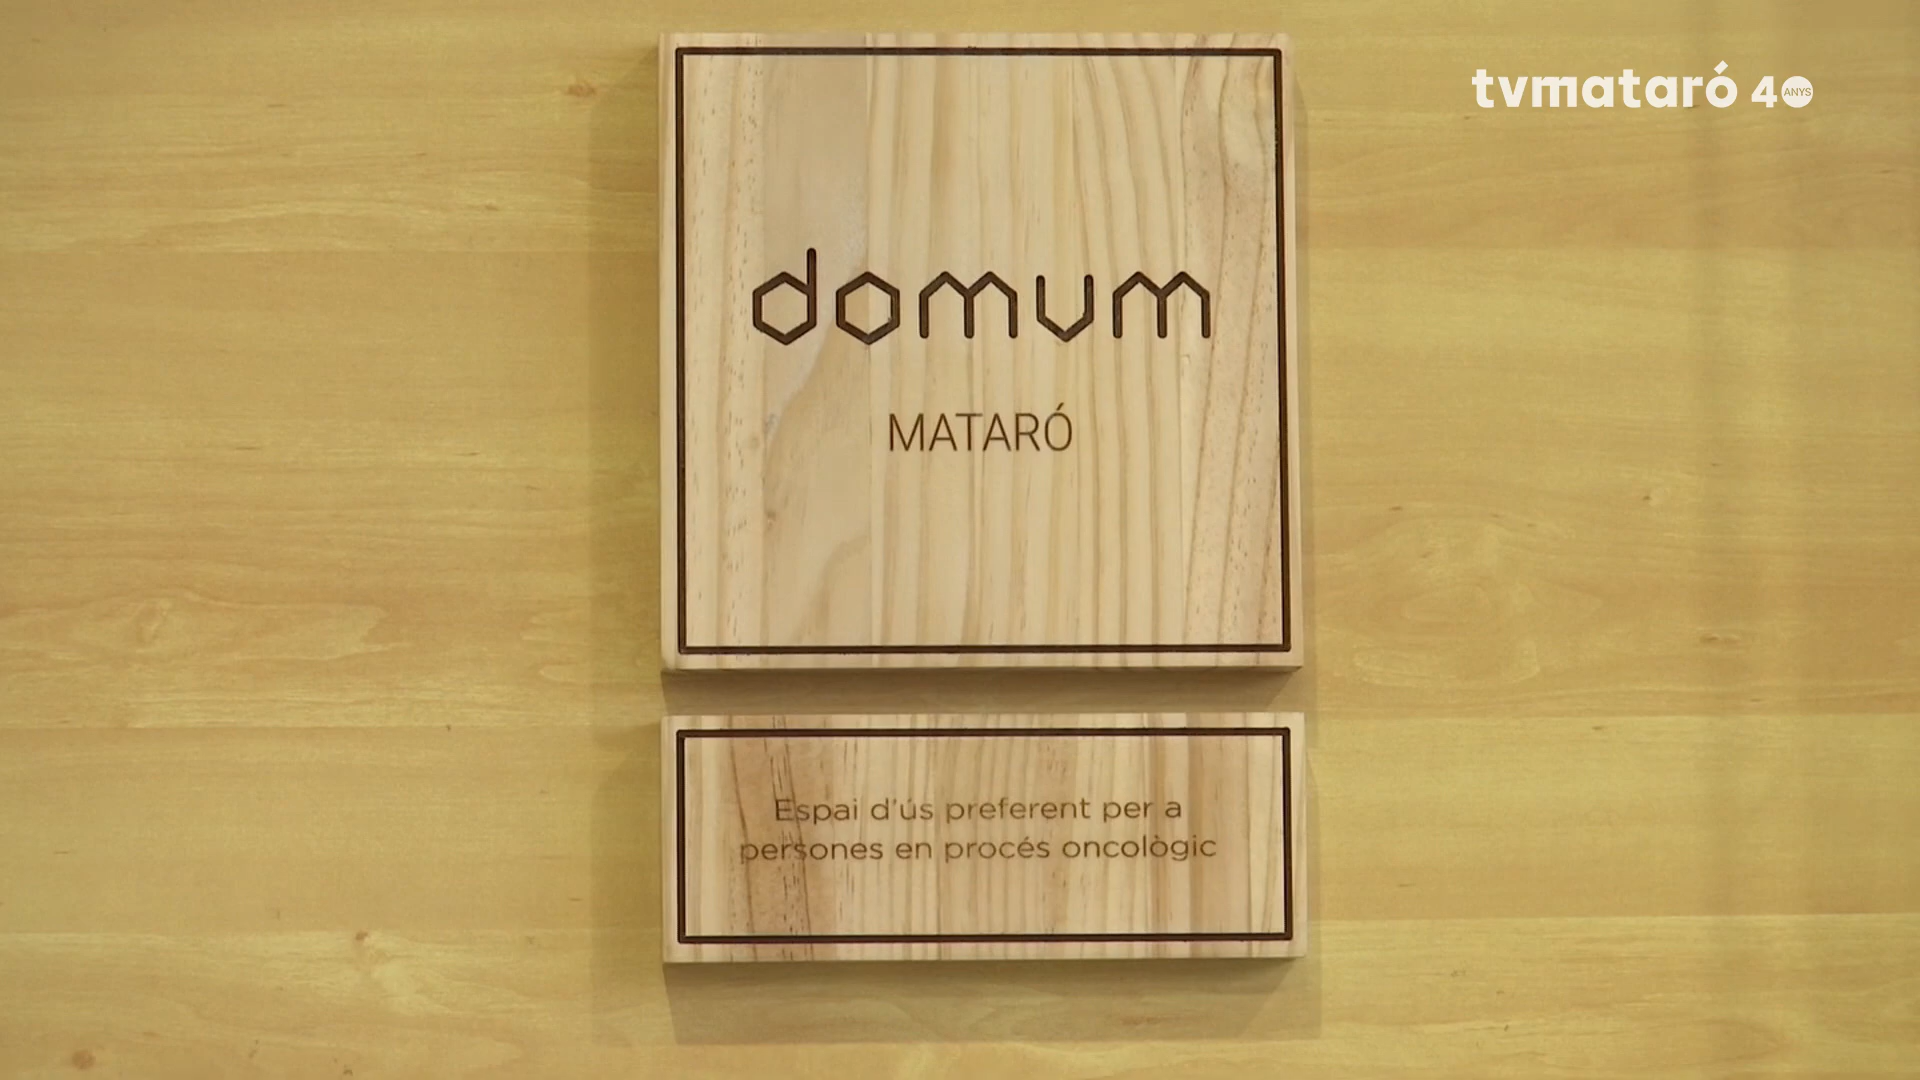 tvmataró 40 ANYS
domum
MATARÓ
Espai d'ús preferent per a
persones en procés oncològic